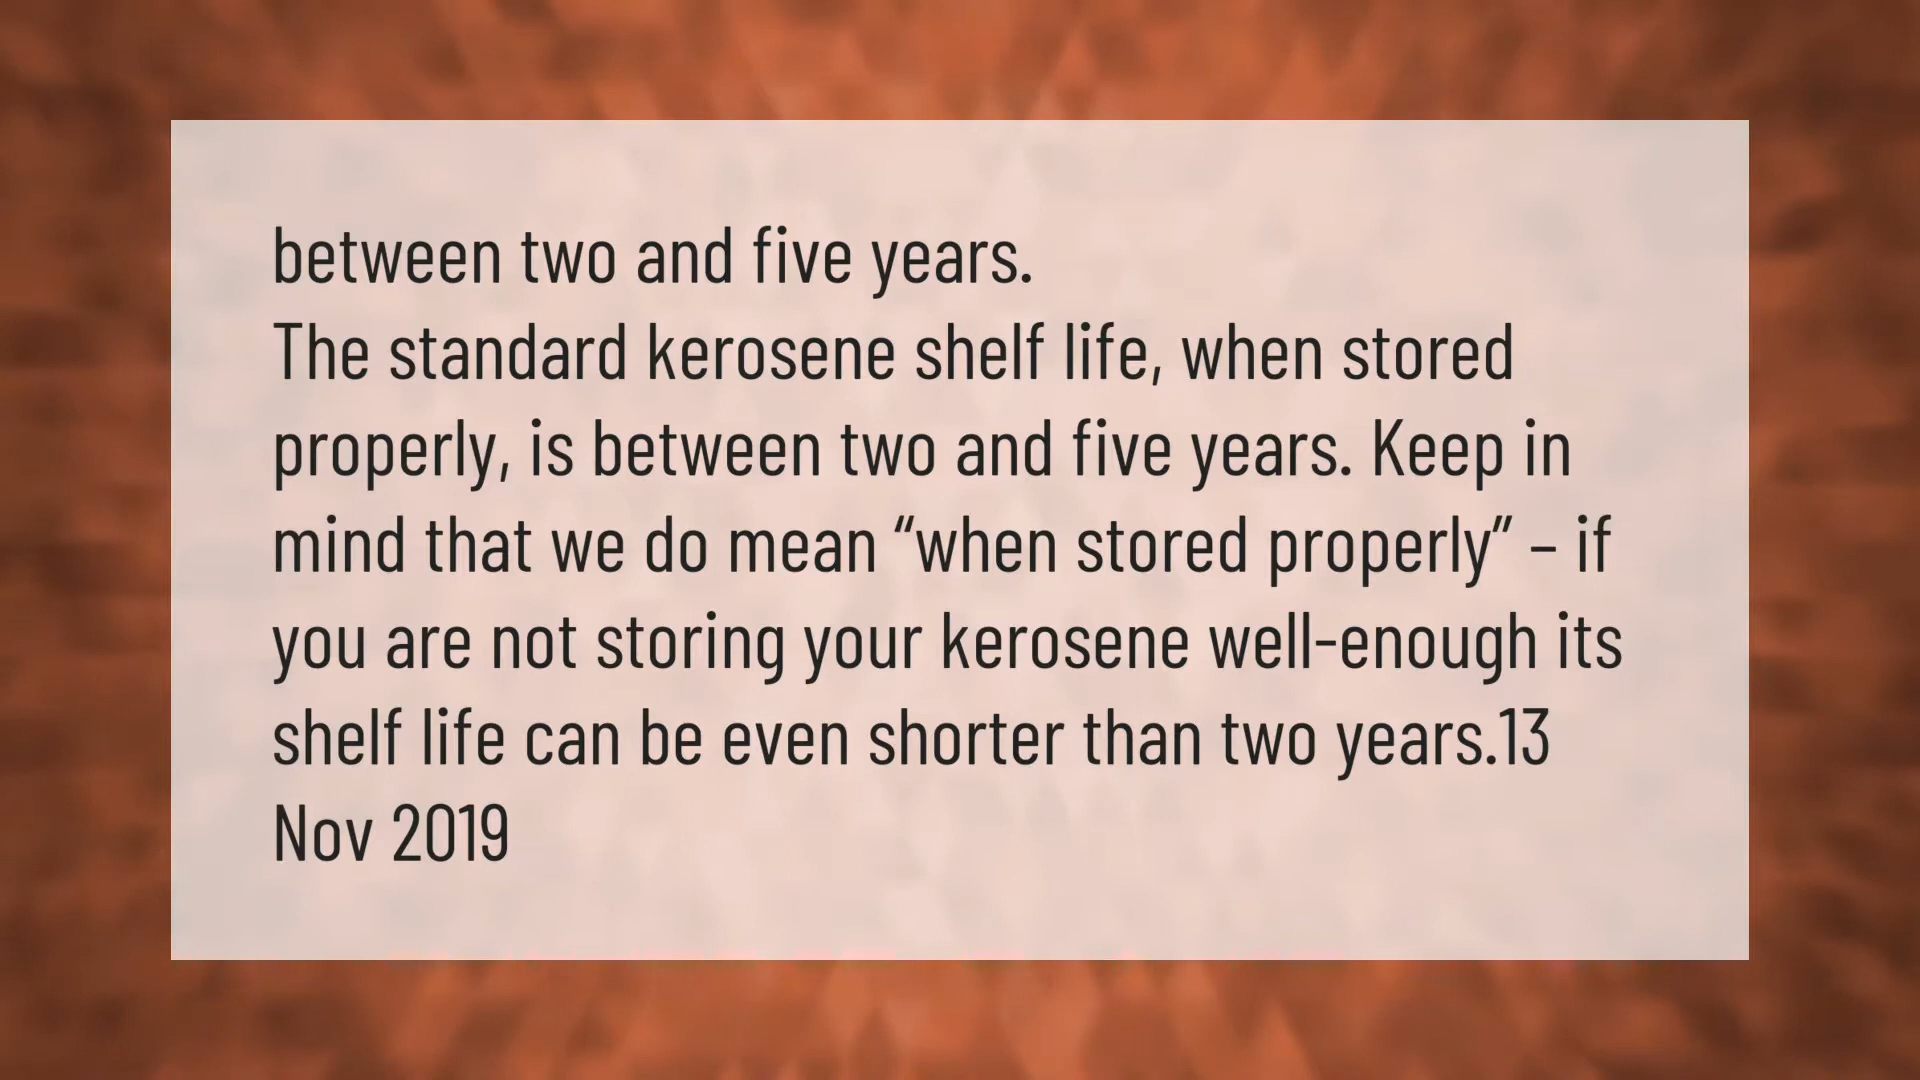 between two and five years.
The standard kerosene shelf life, when stored
properly, is between two and five years. Keep in
mind that we do mean “when stored properly” – if
you are not storing your kerosene well-enough its
shelf life can be even shorter than two years.13
Nov 2019